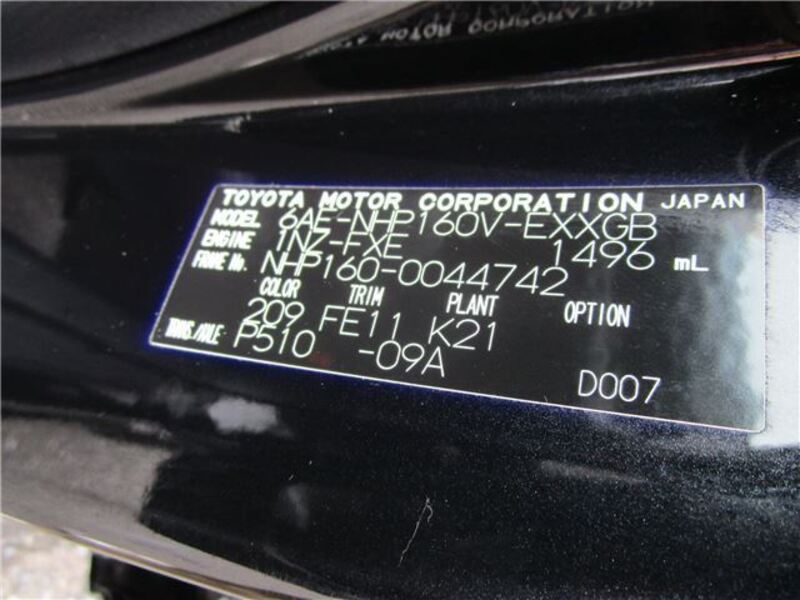 TOYOTA MOTOR CORPORATION JAPAN
MODEL 6AE-NHP160V-EXXGB
ENGINE 1NZ-FXE 1496 mL
FRAME No. NHP160-0044742
COLOR TRIM PLANT OPTION
209 FE11 K21
TRANS./AXLE P510 -09A
D007